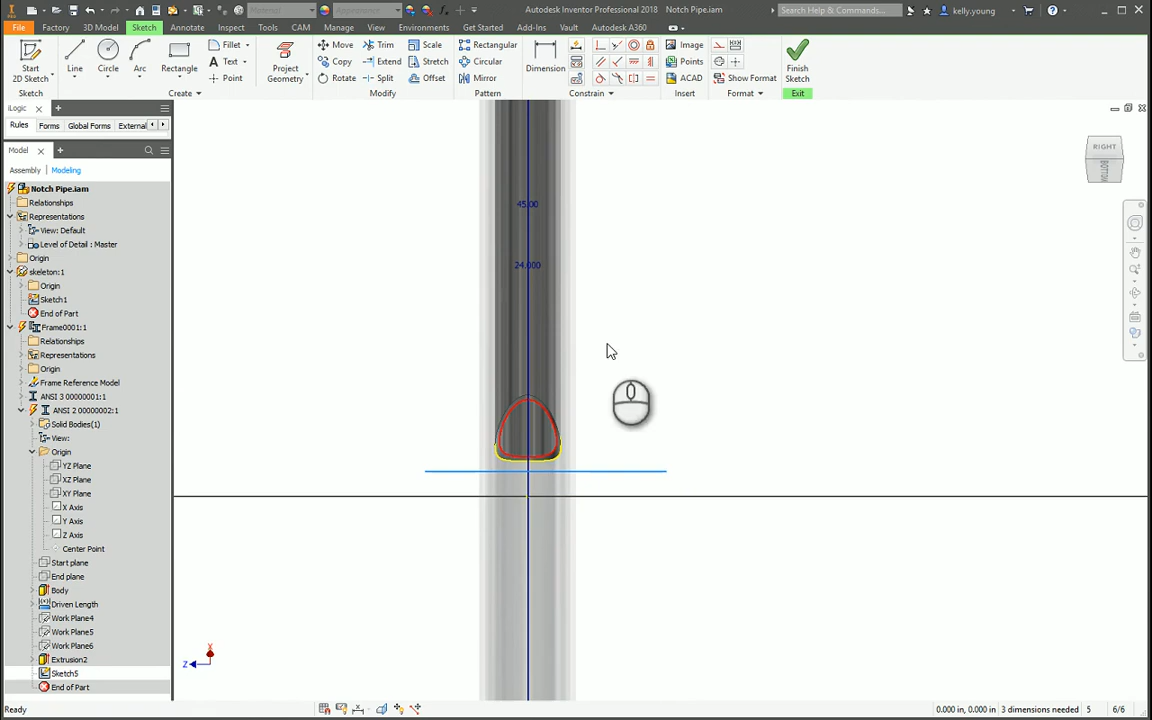 Autodesk Inventor Professional 2018 Notch Pipe.iam
Search Help & Commands...
kelly.young
Material
Appearance
File Factory 3D Model Sketch Annotate Inspect Tools CAM Manage View Environments Get Started Add-Ins Vault Autodesk A360
Start
2D Sketch
Line
Circle
Arc
Rectangle
Fillet
Text
Point
Project
Geometry
Move
Copy
Rotate
Trim
Extend
Split
Scale
Stretch
Offset
Rectangular
Circular
Mirror
Dimension
Image
Points
ACAD
Show Format
Finish
Sketch
Sketch Create Modify Pattern Constrain Insert Format Exit
iLogic
Rules Forms Global Forms External
Model
Assembly Modeling
Notch Pipe.iam
Relationships
Representations
View: Default
Level of Detail : Master
Origin
skeleton:1
Origin
Sketch1
End of Part
Frame0001:1
Relationships
Representations
Origin
Frame Reference Model
ANSI 3 00000001:1
ANSI 2 00000002:1
Solid Bodies(1)
View:
Origin
YZ Plane
XZ Plane
XY Plane
X Axis
Y Axis
Z Axis
Center Point
Start plane
End plane
Body
Driven Length
Work Plane4
Work Plane5
Work Plane6
Extrusion2
Sketch5
End of Part
45.00
24.000
RIGHT
BOTTOM
X
Z
Ready
0.000 in, 0.000 in 3 dimensions needed 5 6/6